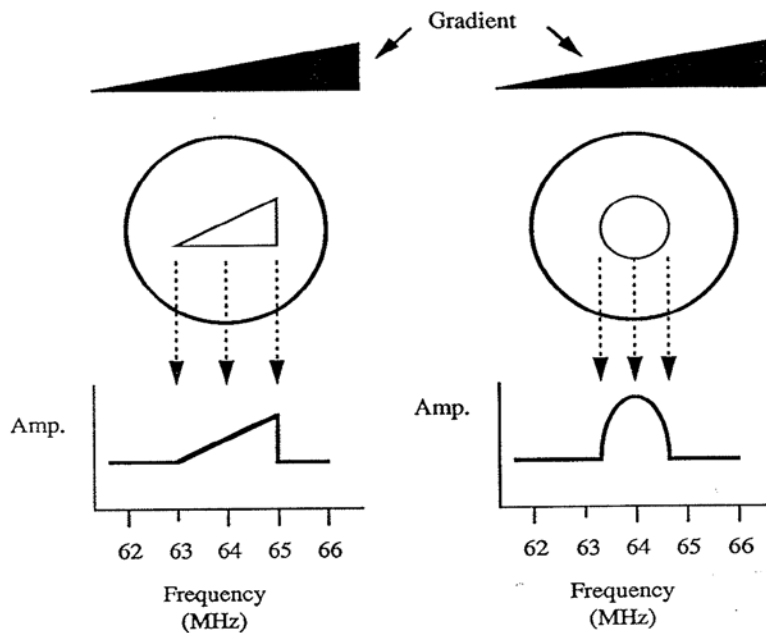 Gradient
Amp.
62 63 64 65 66
Frequency
(MHz)
Amp.
62 63 64 65 66
Frequency
(MHz)